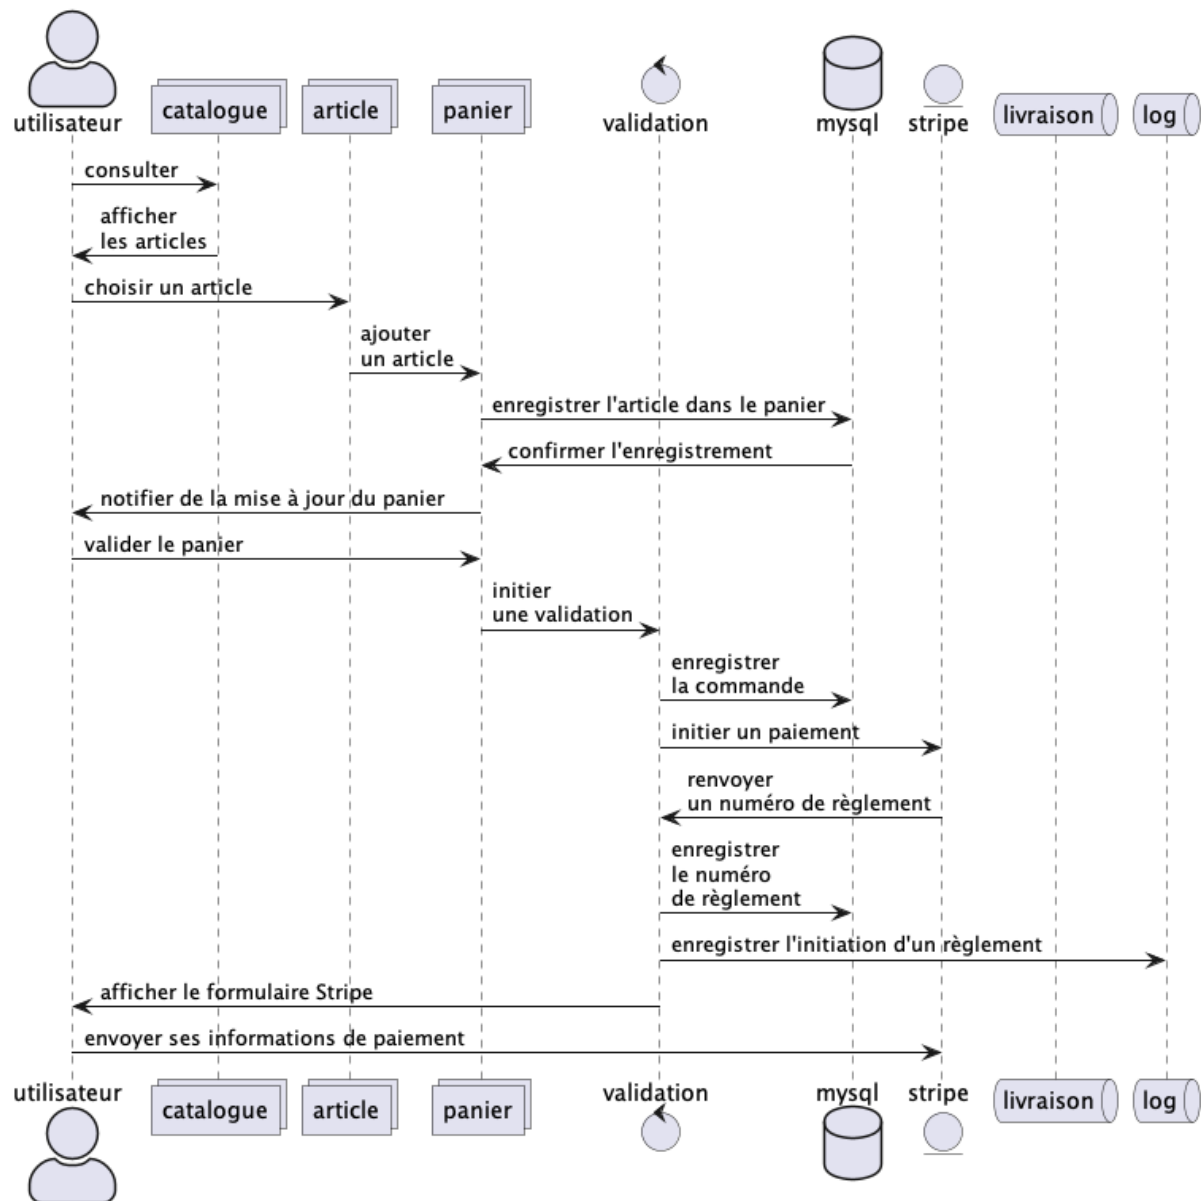 utilisateur
catalogue
article
panier
validation
mysql
stripe
livraison
log
consulter
afficher
les articles
choisir un article
ajouter
un article
enregistrer l'article dans le panier
confirmer l'enregistrement
notifier de la mise à jour du panier
valider le panier
initier
une validation
enregistrer
la commande
initier un paiement
renvoyer
un numéro de règlement
enregistrer
le numéro
de règlement
enregistrer l'initiation d'un règlement
afficher le formulaire Stripe
envoyer ses informations de paiement
utilisateur
catalogue
article
panier
validation
mysql
stripe
livraison
log